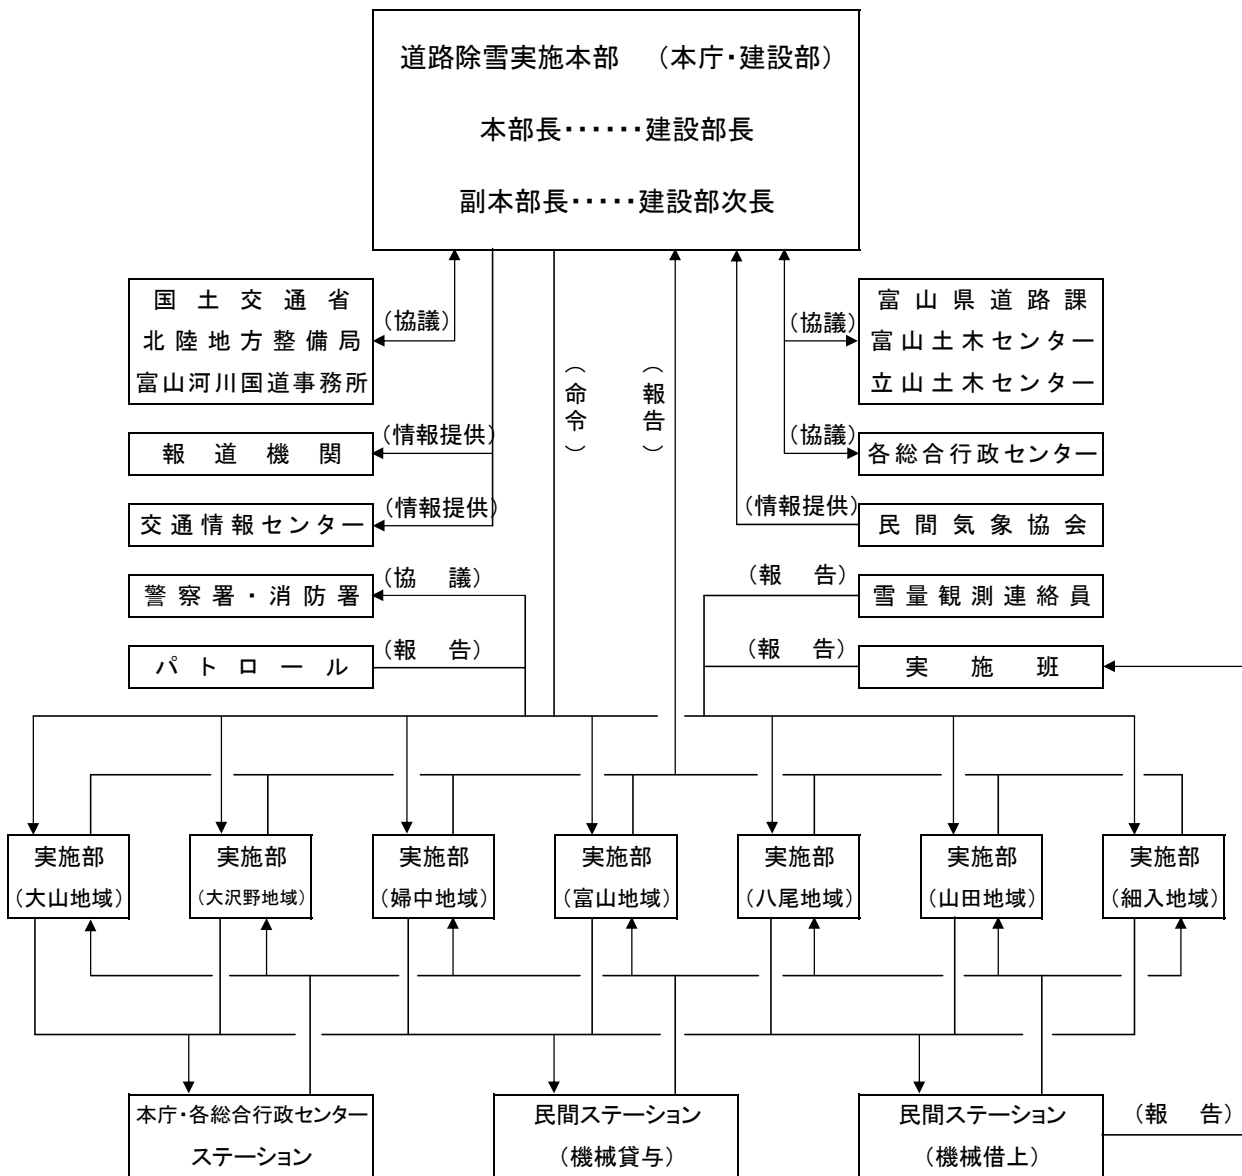 道路除雪実施本部　（本庁・建設部）
本部長・・・・・・建設部長
副本部長・・・・・建設部次長
国土交通省
北陸地方整備局
富山河川国道事務所
（協議）
報道機関
（情報提供）
交通情報センター
（情報提供）
警察署・消防署
（協　議）
パトロール
（報　告）
（命令）
（報告）
（協議）
富山県道路課
富山土木センター
立山土木センター
（協議）
各総合行政センター
（情報提供）
民間気象協会
（報　告）
雪量観測連絡員
（報　告）
実施班
実施部
（大山地域）
実施部
（大沢野地域）
実施部
（婦中地域）
実施部
（富山地域）
実施部
（八尾地域）
実施部
（山田地域）
実施部
（細入地域）
本庁・各総合行政センター
ステーション
民間ステーション
（機械貸与）
民間ステーション
（機械借上）
（報　告）